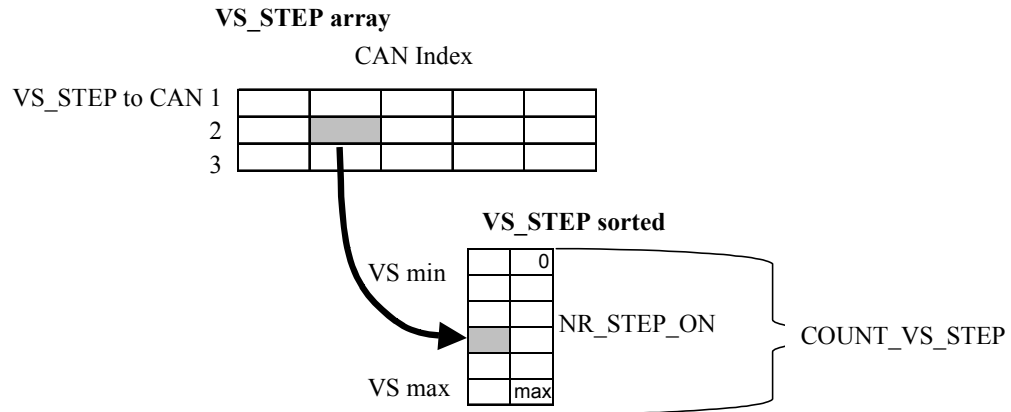 VS_STEP array
CAN Index
VS_STEP to CAN 1
2
3
VS_STEP sorted
0
VS min
NR_STEP_ON
COUNT_VS_STEP
VS max
max